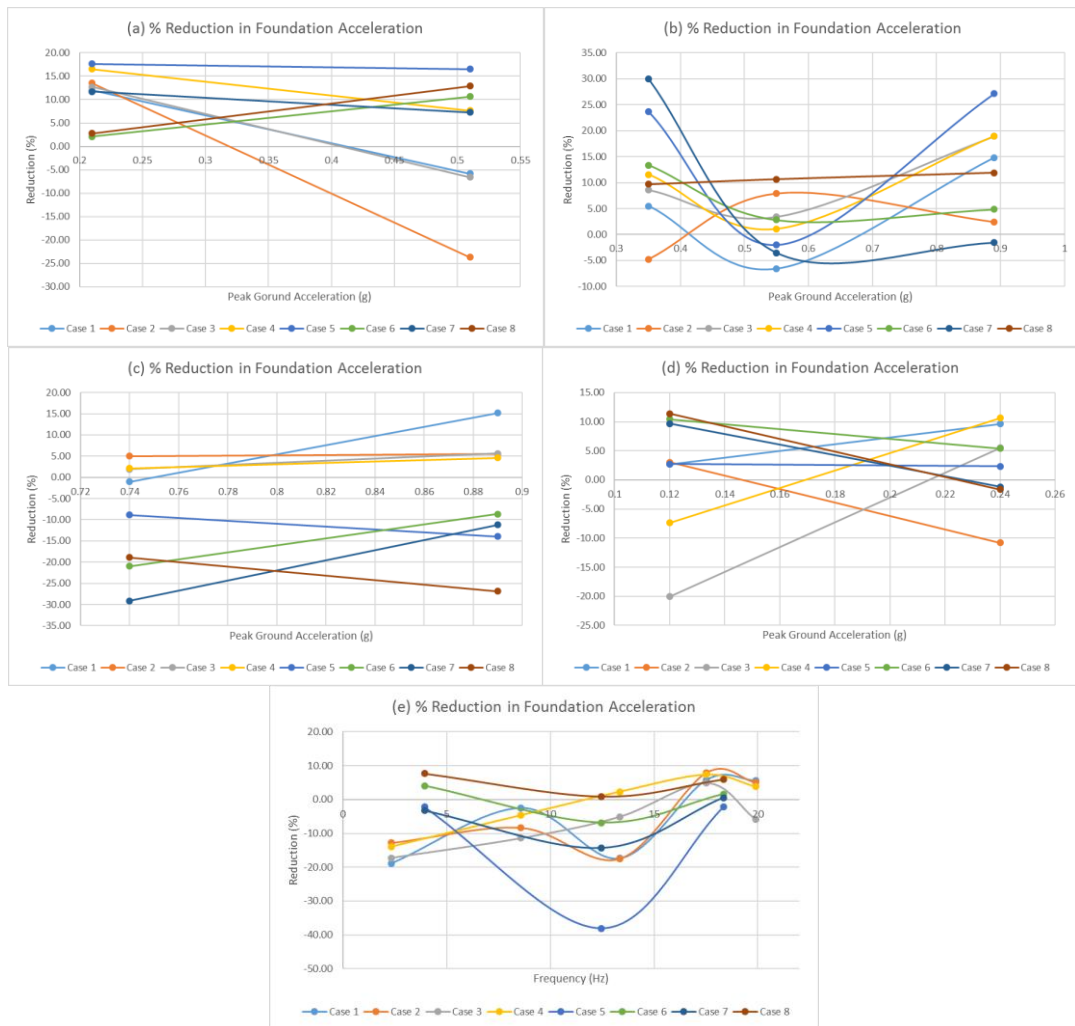 (a) % Reduction in Foundation Acceleration
20.00
15.00
10.00
5.00
0.00
-5.00
-10.00
-15.00
-20.00
-25.00
-30.00
0.2 0.25 0.3 0.35 0.4 0.45 0.5 0.55
Reduction (%)
Peak Gorund Acceleration (g)
Case 1 Case 2 Case 3 Case 4 Case 5 Case 6 Case 7 Case 8
(b) % Reduction in Foundation Acceleration
35.00
30.00
25.00
20.00
15.00
10.00
5.00
0.00
-5.00
-10.00
0.3 0.4 0.5 0.6 0.7 0.8 0.9 1
Reduction (%)
Peak Ground Acceleration (g)
Case 1 Case 2 Case 3 Case 4 Case 5 Case 6 Case 7 Case 8
(c) % Reduction in Foundation Acceleration
20.00
15.00
10.00
5.00
0.00
-5.00
-10.00
-15.00
-20.00
-25.00
-30.00
-35.00
0.72 0.74 0.76 0.78 0.8 0.82 0.84 0.86 0.88 0.9
Reduction (%)
Peak Ground Acceleration (g)
Case 1 Case 2 Case 3 Case 4 Case 5 Case 6 Case 7 Case 8
(d) % Reduction in Foundation Acceleration
15.00
10.00
5.00
0.00
-5.00
-10.00
-15.00
-20.00
-25.00
0.1 0.12 0.14 0.16 0.18 0.2 0.22 0.24 0.26
Reduction (%)
Peak Ground Acceleration (g)
Case 1 Case 2 Case 3 Case 4 Case 5 Case 6 Case 7 Case 8
(e) % Reduction in Foundation Acceleration
20.00
10.00
0.00
-10.00
-20.00
-30.00
-40.00
-50.00
0 5 10 15 20
Reduction (%)
Frequency (Hz)
Case 1 Case 2 Case 3 Case 4 Case 5 Case 6 Case 7 Case 8